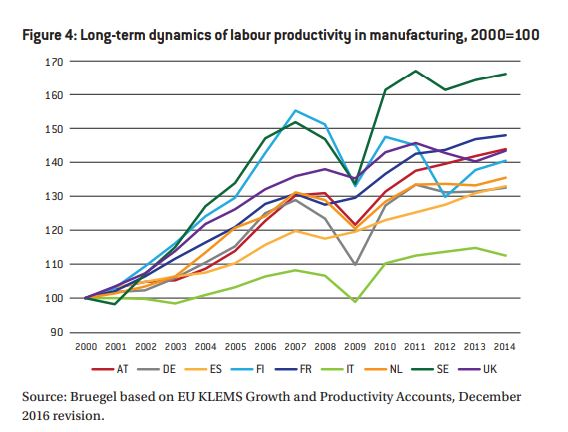 Figure 4: Long-term dynamics of labour productivity in manufacturing, 2000=100
170
160
150
140
130
120
110
100
90
2000 2001 2002 2003 2004 2005 2006 2007 2008 2009 2010 2011 2012 2013 2014
AT DE ES FI FR IT NL SE UK
Source: Bruegel based on EU KLEMS Growth and Productivity Accounts, December
2016 revision.